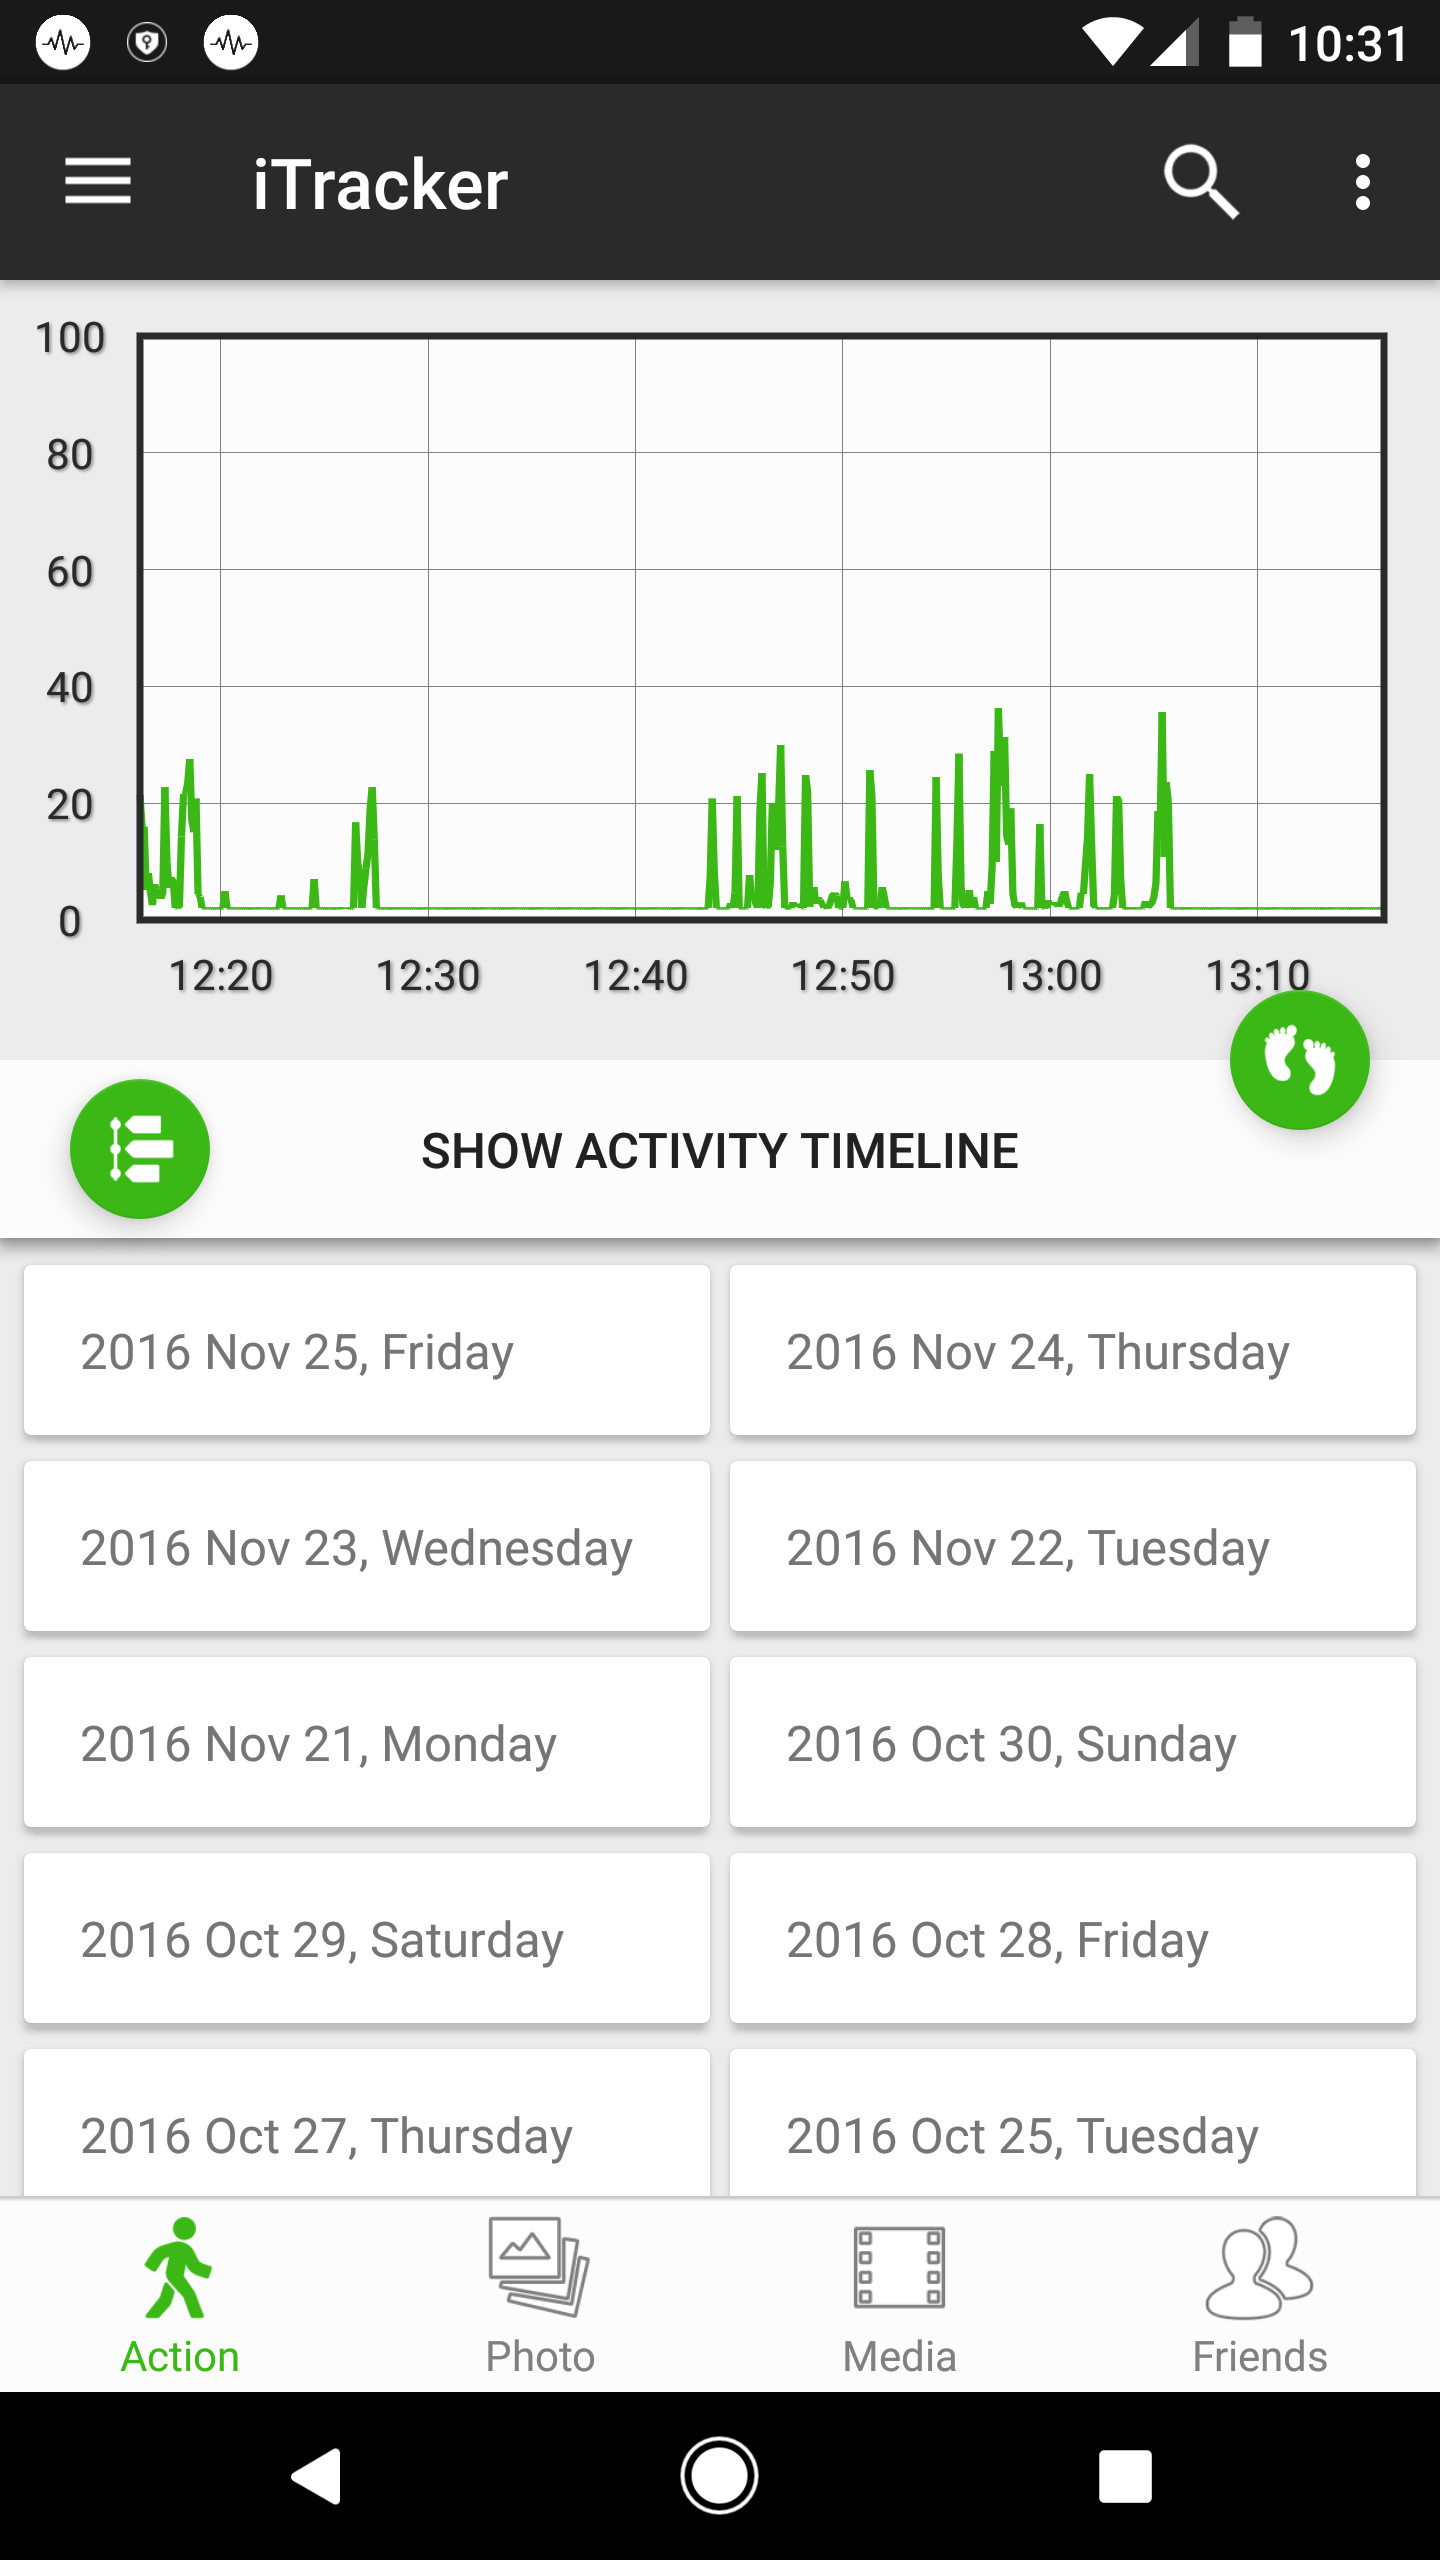 10:31
iTracker
100
80
60
40
20
0
12:20 12:30 12:40 12:50 13:00 13:10
SHOW ACTIVITY TIMELINE
2016 Nov 25, Friday
2016 Nov 24, Thursday
2016 Nov 23, Wednesday
2016 Nov 22, Tuesday
2016 Nov 21, Monday
2016 Oct 30, Sunday
2016 Oct 29, Saturday
2016 Oct 28, Friday
2016 Oct 27, Thursday
2016 Oct 25, Tuesday
Action Photo Media Friends